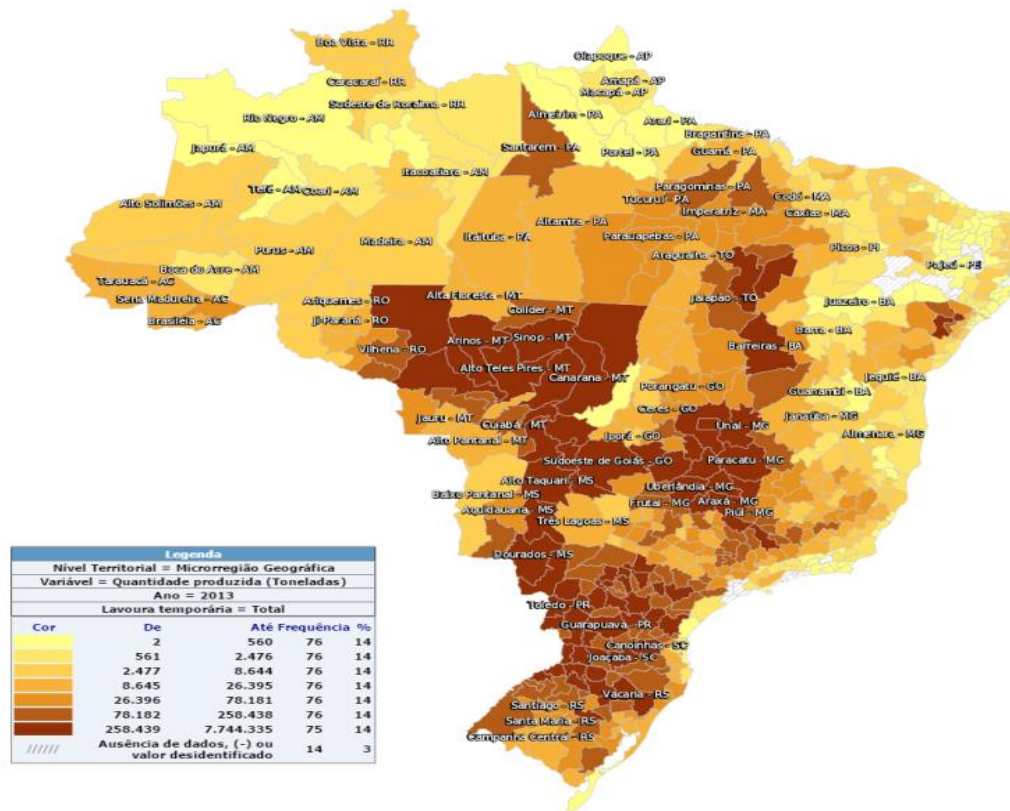 Oiapoque - AP
Boa Vista - RR
Amapá - AP
Caracaraí - RR
Macapá - AP
Sudeste de Roraima - RR
Almeirim - PA
Rio Negro - AM
Arari - PA
Bragantina - PA
Japurá - AM
Santarém - PA
Portel - PA
Guamá - PA
Itacoatiara - AM
Tefé - AM
Coari - AM
Paragominas - PA
Codó - MA
Alto Solimões - AM
Tucuruí - PA
Imperatriz - MA
Caxias - MA
Altamira - PA
Madeira - AM
Itaituba - PA
Parauapebas - PA
Purus - AM
Picos - PI
Araguaína - TO
Pajeú - PE
Boca do Acre - AM
Tarauacá - AC
Sena Madureira - AC
Ariquemes - RO
Alta Floresta - MT
Jalapão - TO
Juazeiro - BA
Colíder - MT
Brasiléia - AC
Ji-Paraná - RO
Barra - BA
Arinos - MT
Sinop - MT
Vilhena - RO
Barreiras - BA
Alto Teles Pires - MT
Canarana - MT
Jequié - BA
Porangatu - GO
Guanambi - BA
Ceres - GO
Jauru - MT
Janaúba - MG
Cuiabá - MT
Unaí - MG
Iporá - GO
Almenara - MG
Alto Pantanal - MT
Sudoeste de Goiás - GO
Paracatu - MG
Alto Taquari - MS
Uberlândia - MG
Baixo Pantanal - MS
Frutal - MG
Araxá - MG
Aquidauana - MS
Piuí - MG
Três Lagoas - MS
Dourados - MS
Toledo - PR
Guarapuava - PR
Canoinhas - SC
Joaçaba - SC
Vacaria - RS
Santiago - RS
Santa Maria - RS
Campanha Central - RS
Legenda
Nível Territorial = Microrregião Geográfica
Variável = Quantidade produzida (Toneladas)
Ano = 2013
Lavoura temporária = Total
Cor De Até Frequência %
2 560 76 14
561 2.476 76 14
2.477 8.644 76 14
8.645 26.395 76 14
26.396 78.181 76 14
78.182 258.438 76 14
258.439 7.744.335 75 14
////// Ausência de dados, (-) ou
valor desidentificado 14 3